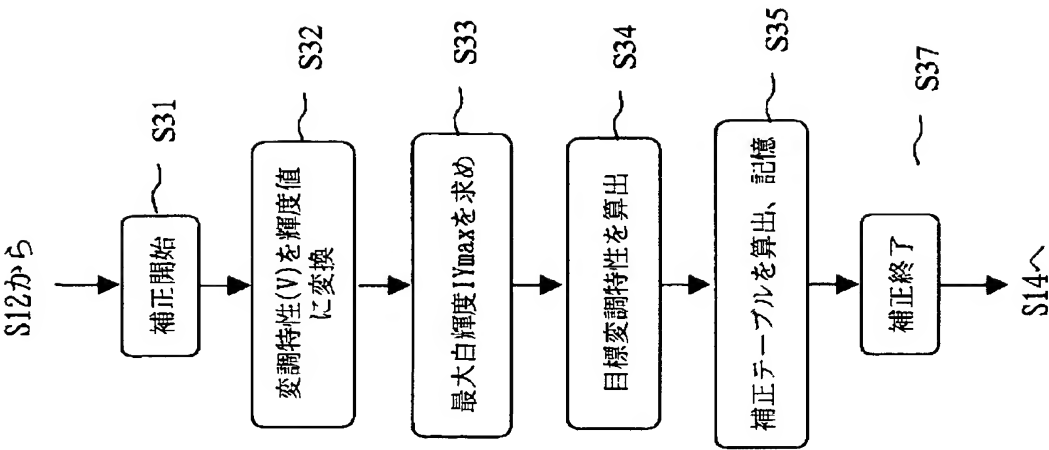 S12から
補正開始
S31
変調特性(V)を輝度値
に変換
S32
最大白輝度IYmaxを求め
S33
目標変調特性を算出
S34
補正テーブルを算出、記憶
S35
補正終了
S37
S14へ